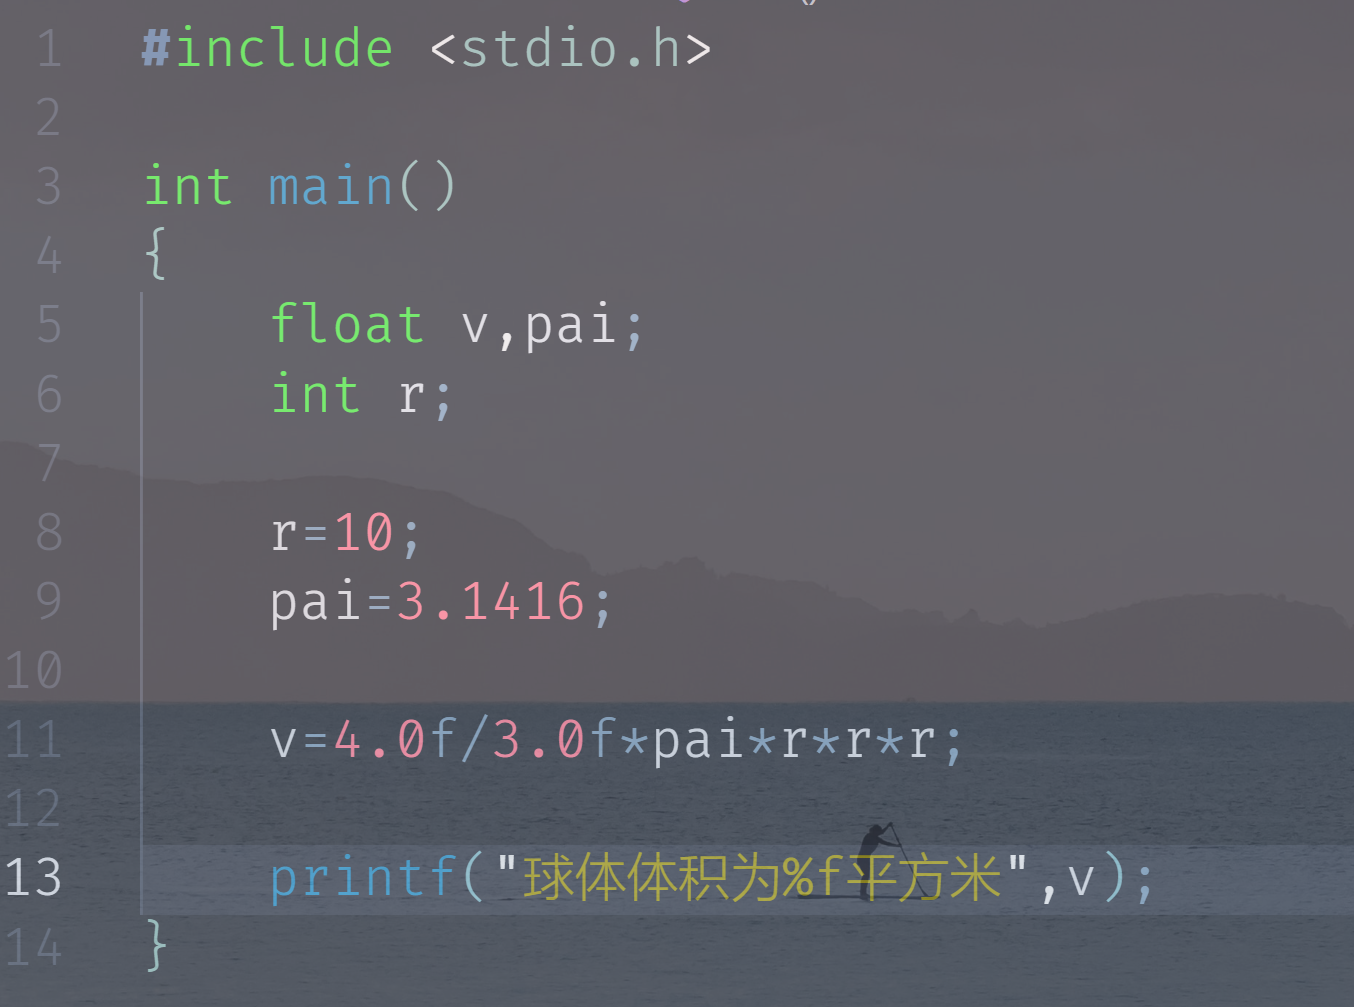 1 #include <stdio.h>
2
3 int main()
4 {
5 float v,pai;
6 int r;
7
8 r=10;
9 pai=3.1416;
10
11 v=4.0f/3.0f*pai*r*r*r;
12
13 printf("球体体积为%f平方米",v);
14 }